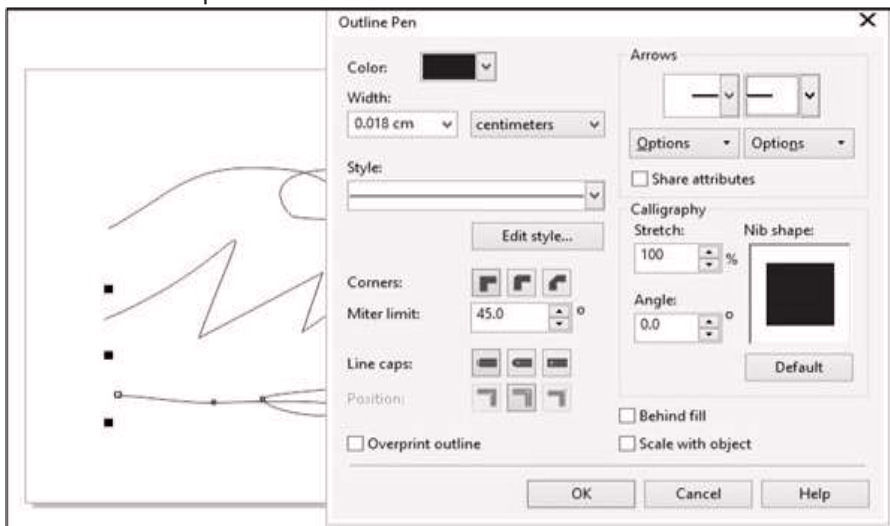 Outline Pen
Color:
Width:
0.018 cm
centimeters
Style:
Edit style...
Corners:
Miter limit:
45.0
°
Line caps:
Position:
Overprint outline
Arrows
Options
Options
Share attributes
Calligraphy
Stretch:
Nib shape:
100
%
Angle:
0.0
°
Default
Behind fill
Scale with object
OK
Cancel
Help